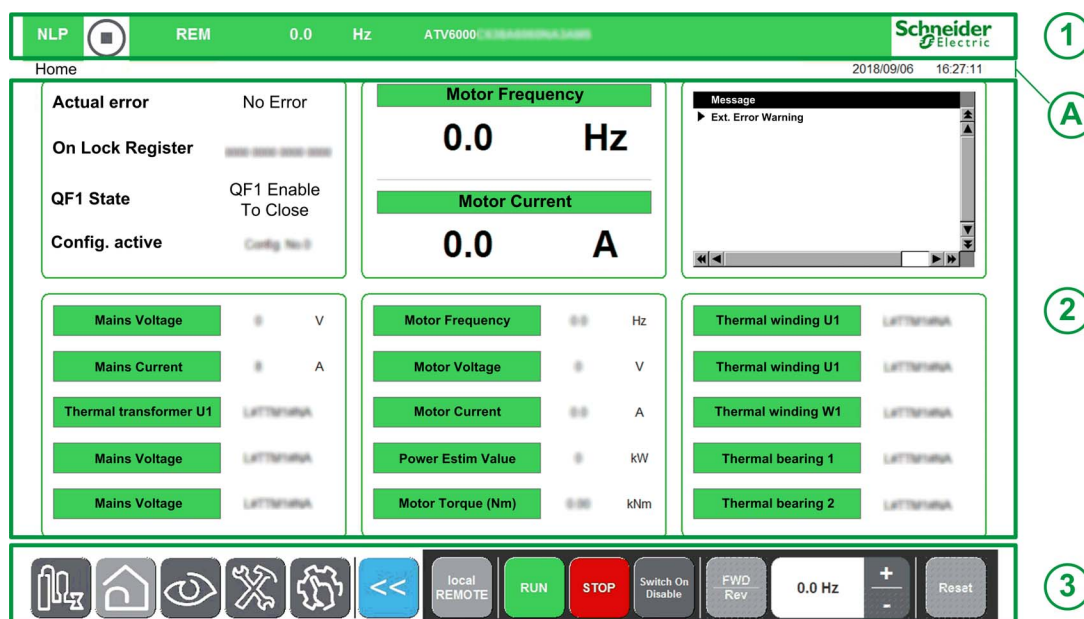 NLP REM 0.0 Hz ATV6000 Schneider Electric
1
Home 2018/09/06 16:27:11
A
Actual error No Error
On Lock Register
QF1 State QF1 Enable To Close
Config. active
Motor Frequency
0.0 Hz
Motor Current
0.0 A
Message
Ext. Error Warning
2
Mains Voltage V
Mains Current A
Thermal transformer U1
Mains Voltage
Mains Voltage
Motor Frequency Hz
Motor Voltage V
Motor Current A
Power Estim Value kW
Motor Torque (Nm) kNm
Thermal winding U1
Thermal winding U1
Thermal winding W1
Thermal bearing 1
Thermal bearing 2
<<
local
REMOTE
RUN
STOP
Switch On
Disable
FWD
Rev
0.0 Hz
+
-
Reset
3